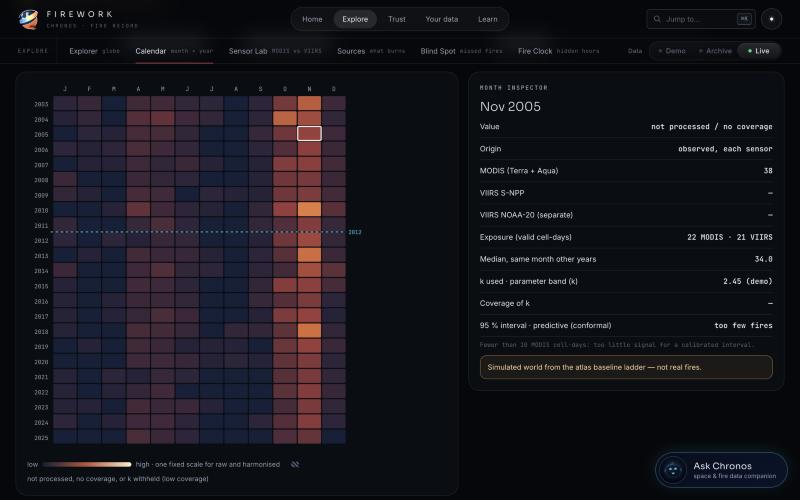 FIREWORK
CHRONOS · FIRE RECORD
Home Explore Trust Your data Learn
Jump to... ⌘K
EXPLORE Explorer globe Calendar month × year Sensor Lab MODIS vs VIIRS Sources what burns Blind Spot missed fires Fire Clock hidden hours Data Demo Archive Live
J F M A M J J A S O N D
2003
2004
2005
2006
2007
2008
2009
2010
2011
2012
2012
2013
2014
2015
2016
2017
2018
2019
2020
2021
2022
2023
2024
2025
low high · one fixed scale for raw and harmonised
not processed, no coverage, or k withheld (low coverage)
MONTH INSPECTOR
Nov 2005
Value not processed / no coverage
Origin observed, each sensor
MODIS (Terra + Aqua) 38
VIIRS S-NPP —
VIIRS NOAA-20 (separate) —
Exposure (valid cell-days) 22 MODIS · 21 VIIRS
Median, same month other years 34.0
k used · parameter band (k) 2.45 (demo)
Coverage of k —
95 % interval · predictive (conformal) too few fires
Fewer than 10 MODIS cell-days: too little signal for a calibrated interval.
Simulated world from the atlas baseline ladder — not real fires.
Ask Chronos
space & fire data companion